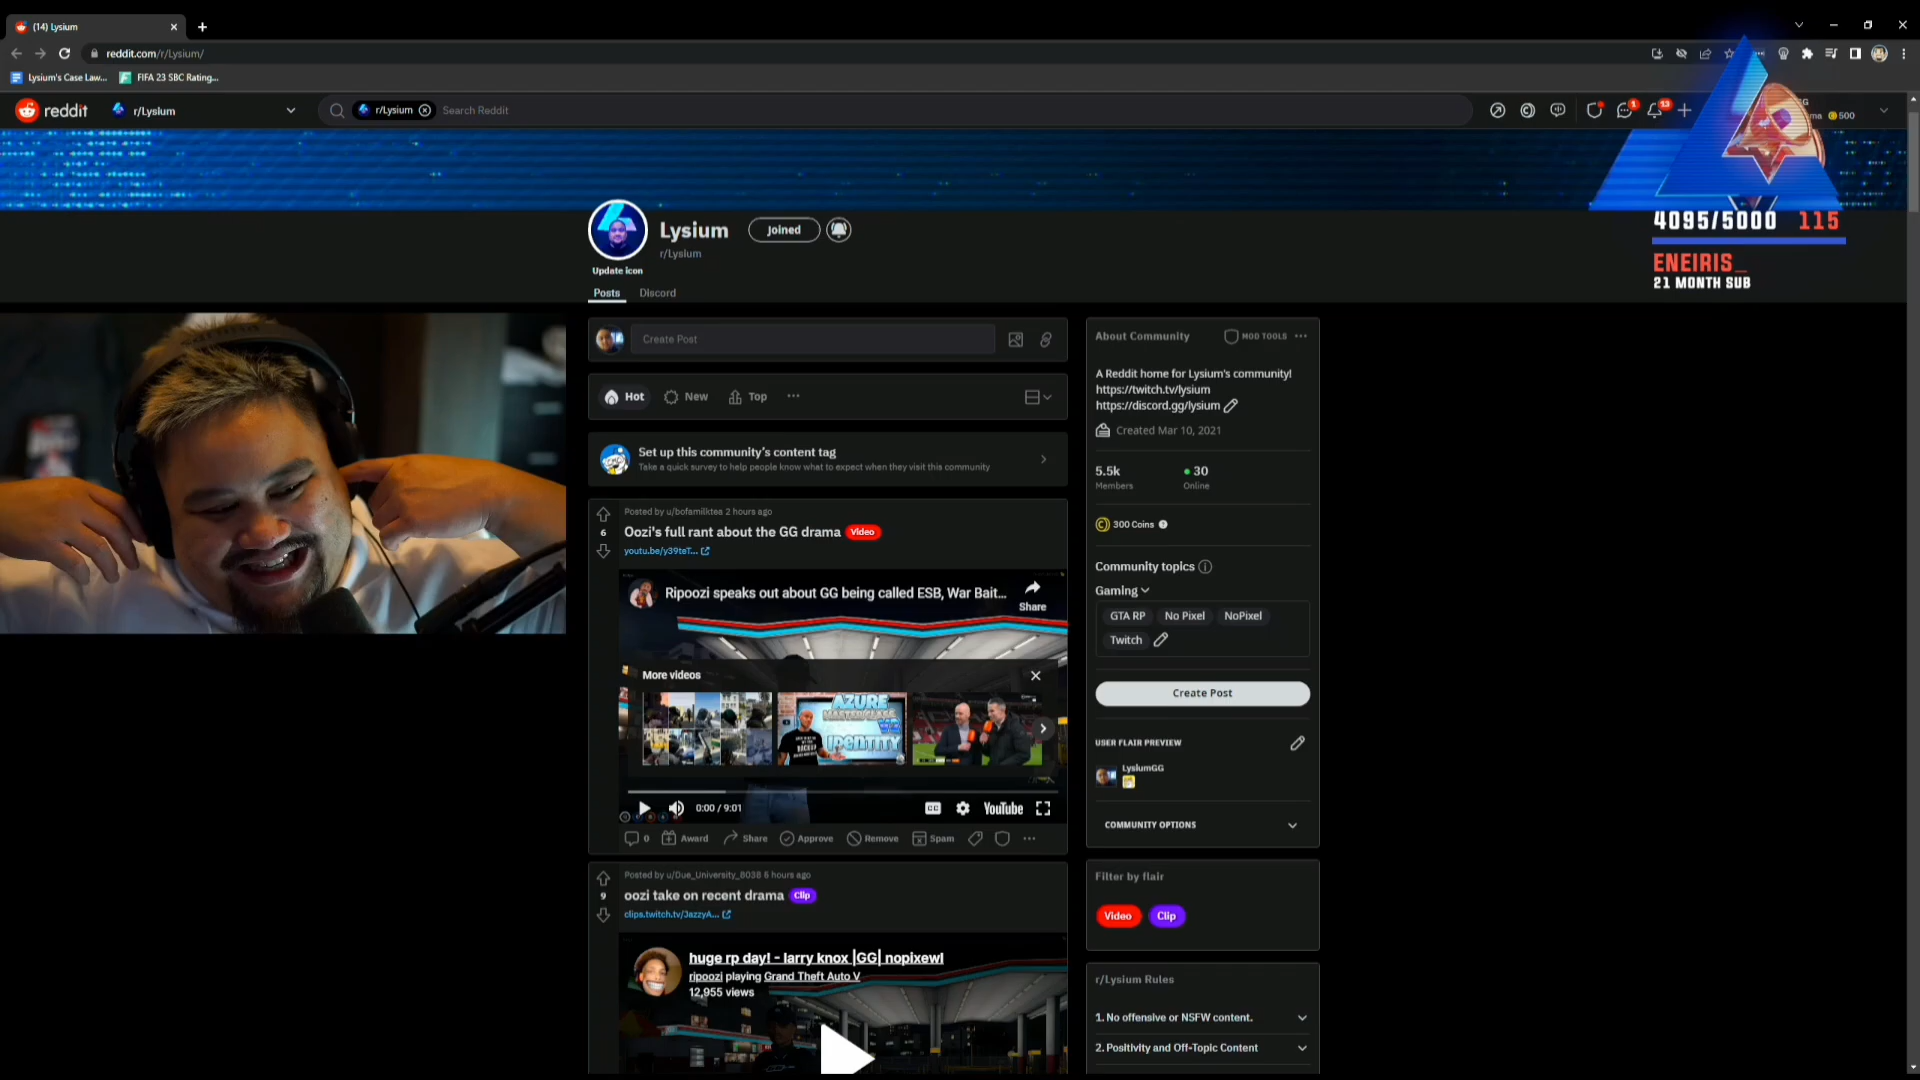 (14) Lysium
reddit.com/r/Lysium/
Lysium's Case Law...
FIFA 23 SBC Rating...
reddit
r/Lysium
r/Lysium
Search Reddit
1
13
500
4095/5000 115
ENEIRIS_
21 MONTH SUB
Lysium
Joined
r/Lysium
Update icon
Posts
Discord
Create Post
Hot
New
Top
Set up this community's content tag
Take a quick survey to help people know what to expect when they visit this community
Posted by u/bofamilktea 2 hours ago
6
Oozi's full rant about the GG drama
Video
youtu.be/y39teT...
Ripoozi speaks out about GG being called ESB, War Bait...
Share
More videos
AZURE
MASTER CLASS
IDENTITY
0:00 / 9:01
CC
YouTube
0
Award
Share
Approve
Remove
Spam
Posted by u/Due_University_8038 6 hours ago
9
oozi take on recent drama
Clip
clips.twitch.tv/JazzyA...
huge rp day! - larry knox |GG| nopixew!
ripoozi playing Grand Theft Auto V
12,955 views
About Community
MOD TOOLS
A Reddit home for Lysium's community!
https://twitch.tv/lysium
https://discord.gg/lysium
Created Mar 10, 2021
5.5k
30
Members
Online
300 Coins
Community topics
Gaming
GTA RP
No Pixel
NoPixel
Twitch
Create Post
USER FLAIR PREVIEW
LysiumGG
COMMUNITY OPTIONS
Filter by flair
Video
Clip
r/Lysium Rules
1. No offensive or NSFW content.
2. Positivity and Off-Topic Content